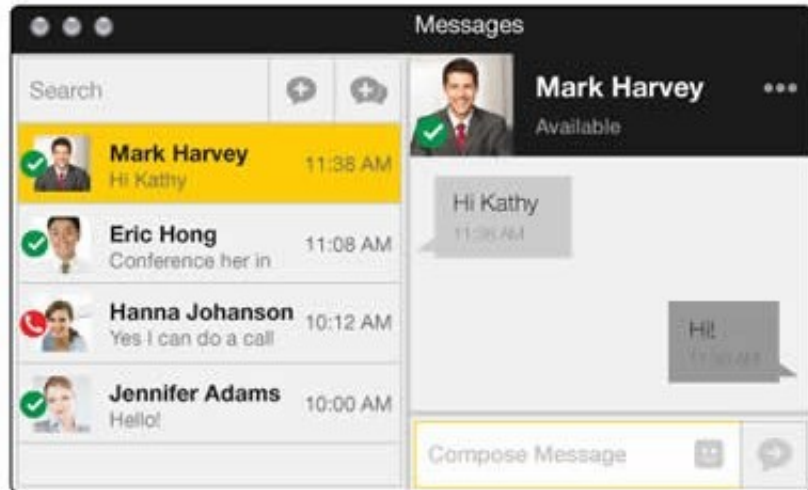 Messages
Search
Mark Harvey
Hi Kathy
11:38 AM
Eric Hong
Conference her in
11:08 AM
Hanna Johanson
Yes I can do a call
10:12 AM
Jennifer Adams
Hello!
10:00 AM
Mark Harvey
Available
Hi Kathy
AM
Hi!
Compose Message